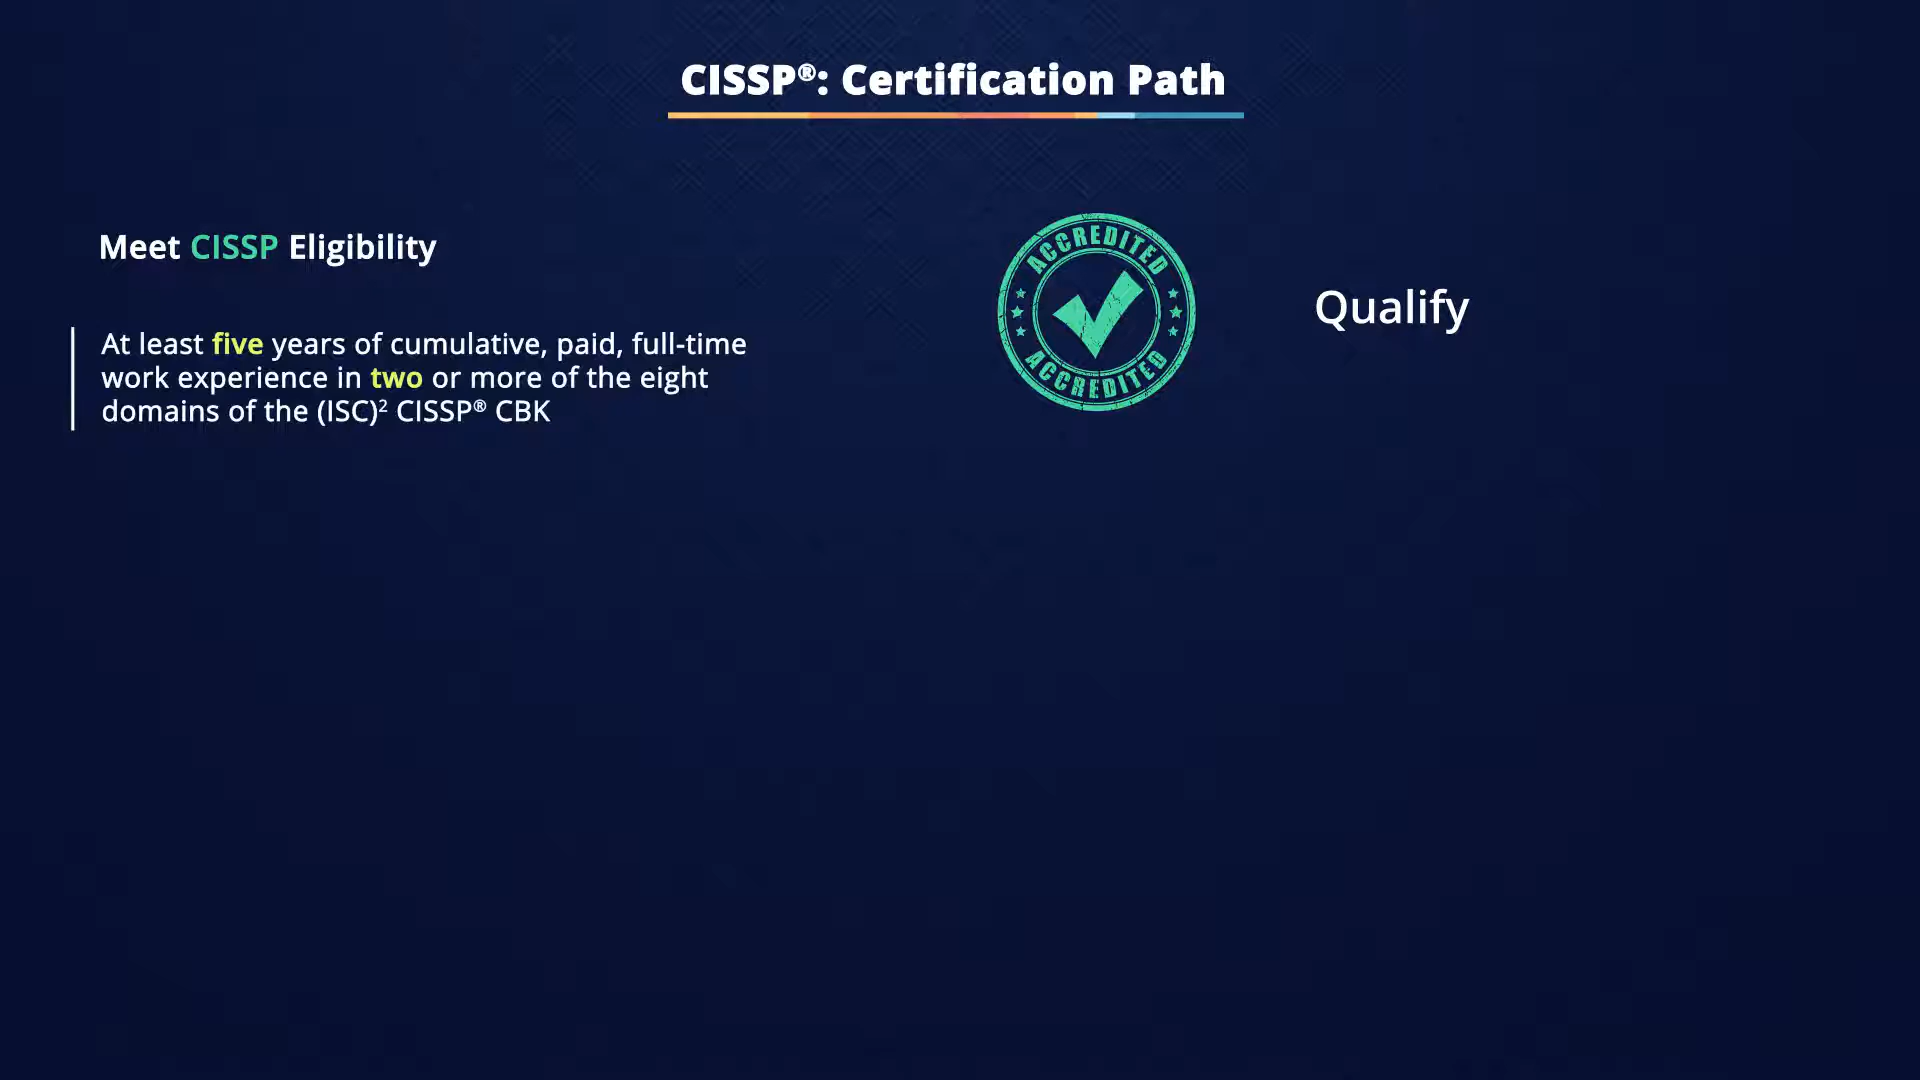 CISSP®: Certification Path
Meet CISSP Eligibility
At least five years of cumulative, paid, full-time
work experience in two or more of the eight
domains of the (ISC)² CISSP® CBK
ACCREDITED
ACCREDITED
Qualify